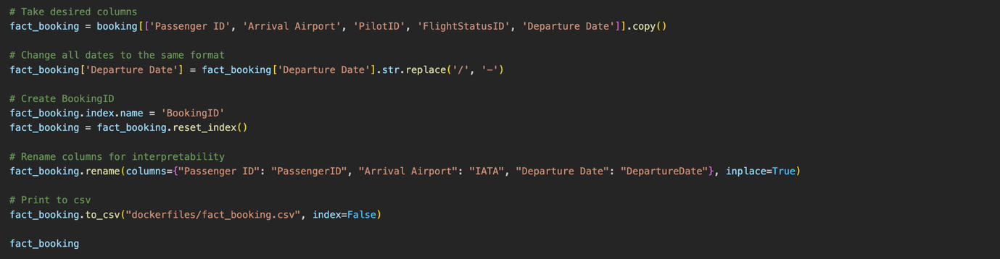 # Take desired columns
fact_booking = booking[['Passenger ID', 'Arrival Airport', 'PilotID', 'FlightStatusID', 'Departure Date']].copy()
# Change all dates to the same format
fact_booking['Departure Date'] = fact_booking['Departure Date'].str.replace('/', '-')
# Create BookingID
fact_booking.index.name = 'BookingID'
fact_booking = fact_booking.reset_index()
# Rename columns for interpretability
fact_booking.rename(columns={"Passenger ID": "PassengerID", "Arrival Airport": "IATA", "Departure Date": "DepartureDate"}, inplace=True)
# Print to csv
fact_booking.to_csv("dockerfiles/fact_booking.csv", index=False)
fact_booking